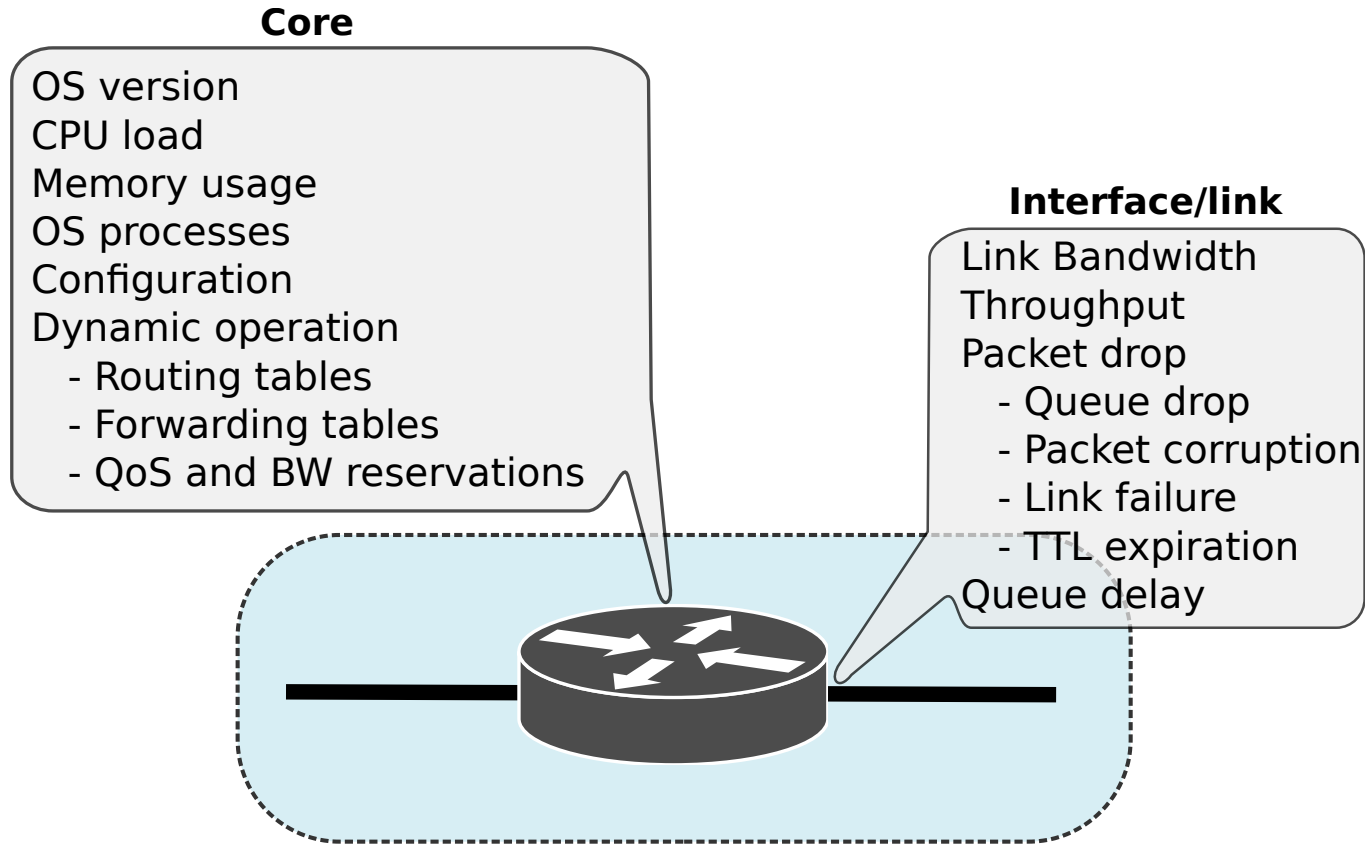 Core
OS version
CPU load
Memory usage
OS processes
Configuration
Dynamic operation
- Routing tables
- Forwarding tables
- QoS and BW reservations
Interface/link
Link Bandwidth
Throughput
Packet drop
- Queue drop
- Packet corruption
- Link failure
- TTL expiration
Queue delay